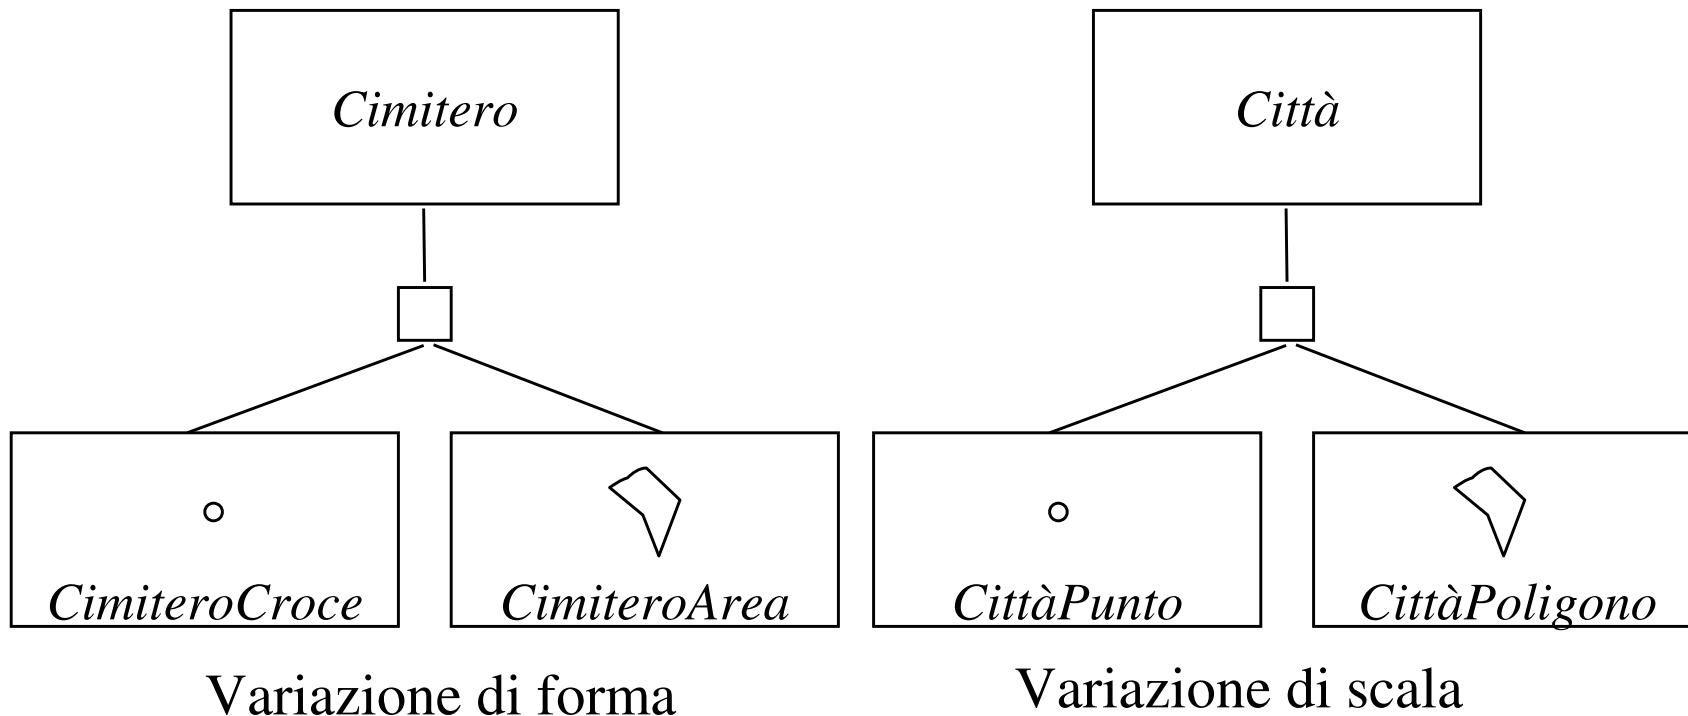 Cimitero
Città
CimiteroCroce
CimiteroArea
CittàPunto
CittàPoligono
Variazione di forma
Variazione di scala